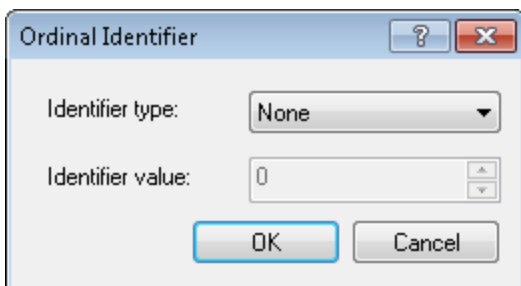 Ordinal Identifier
Identifier type: None
Identifier value: 0
OK Cancel